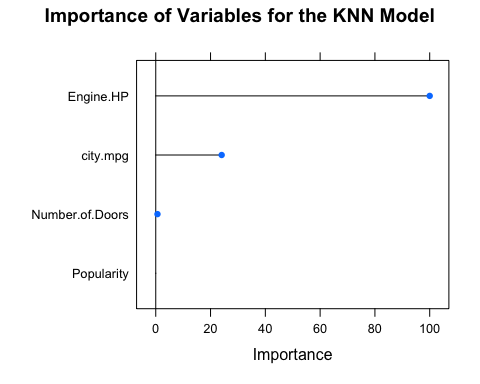 Importance of Variables for the KNN Model
Engine.HP
city.mpg
Number.of.Doors
Popularity
0 20 40 60 80 100
Importance